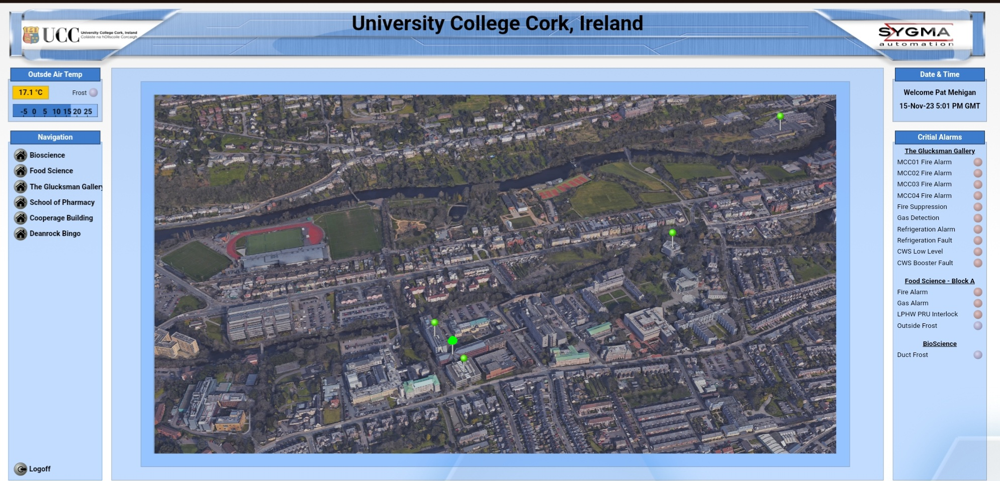 University College Cork, Ireland
UCC
University College Cork, Ireland
Coláiste na hOllscoile Corcaigh
SYGMA
automation
Outsde Air Temp
17.1 °C
Frost
-5 0 5 10 15 20 25
Navigation
Bioscience
Food Science
The Glucksman Gallery
School of Pharmacy
Cooperage Building
Deanrock Bingo
Logoff
Date & Time
Welcome Pat Mehigan
15-Nov-23 5:01 PM GMT
Critial Alarms
The Glucksman Gallery
MCC01 Fire Alarm
MCC02 Fire Alarm
MCC03 Fire Alarm
MCC04 Fire Alarm
Fire Suppression
Gas Detection
Refrigeration Alarm
Refrigeration Fault
CWS Low Level
CWS Booster Fault
Food Science - Block A
Fire Alarm
Gas Alarm
LPHW PRU Interlock
Outside Frost
BioScience
Duct Frost